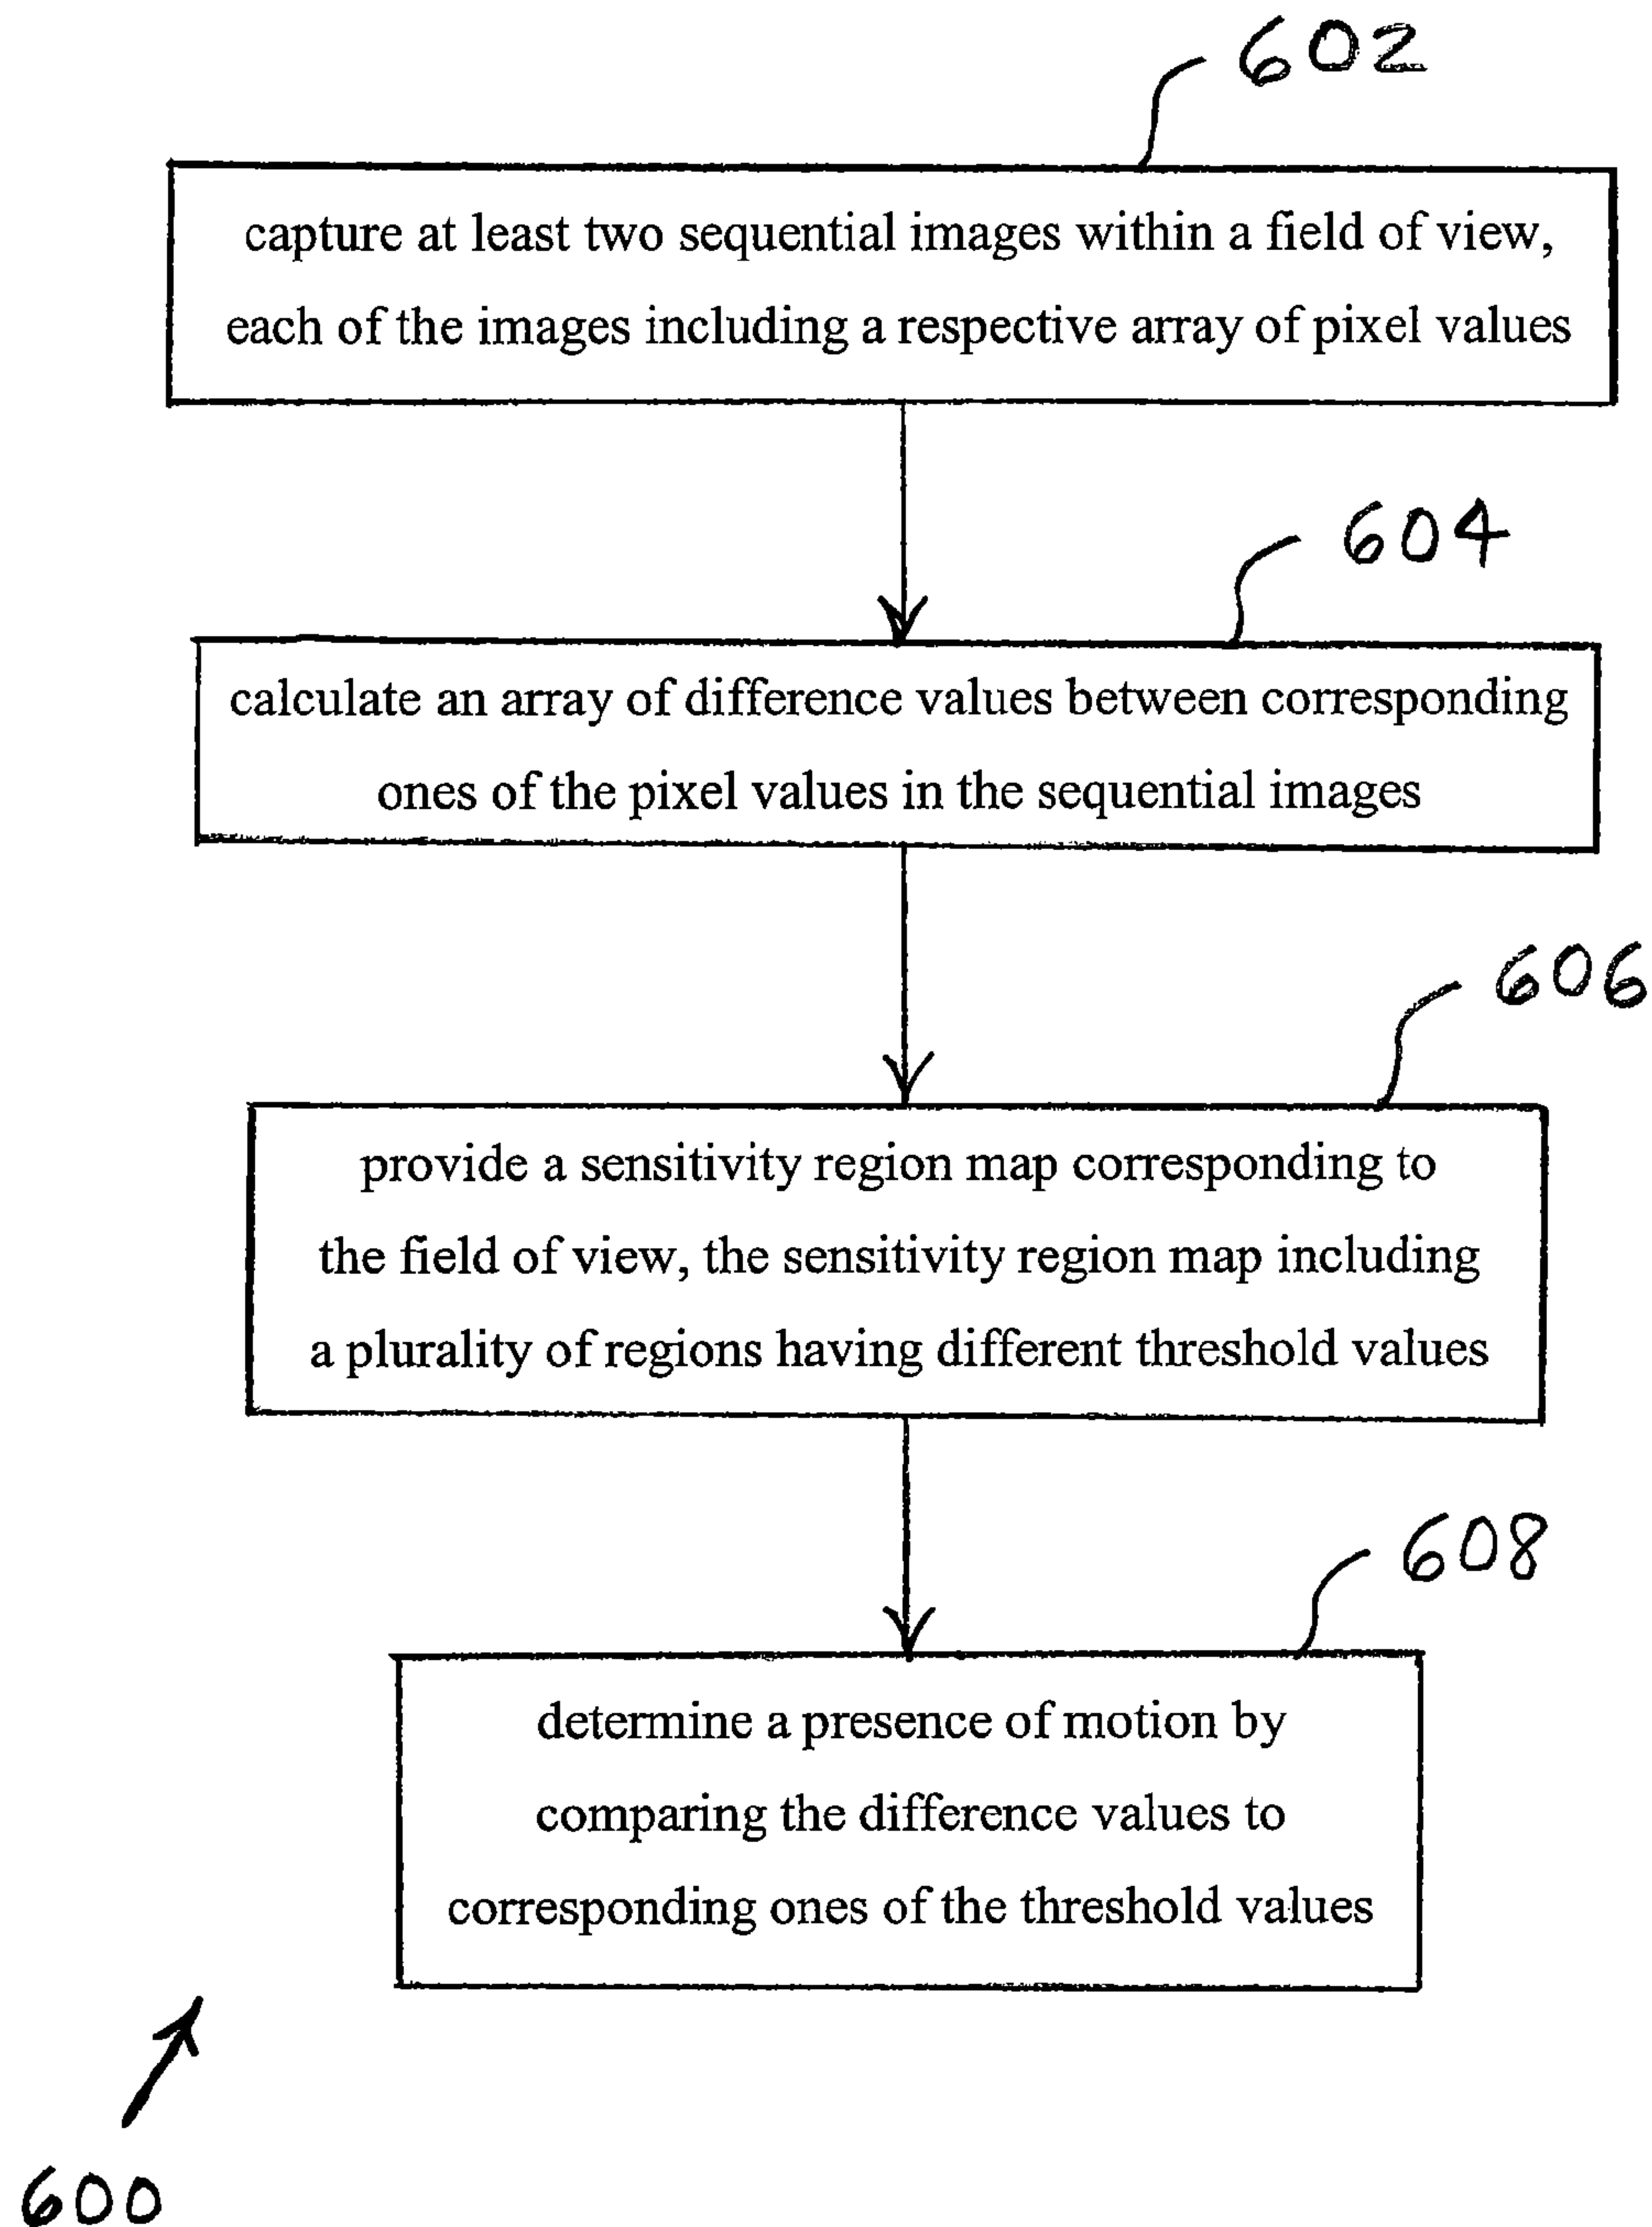 602
capture at least two sequential images within a field of view,
each of the images including a respective array of pixel values
604
calculate an array of difference values between corresponding
ones of the pixel values in the sequential images
606
provide a sensitivity region map corresponding to
the field of view, the sensitivity region map including
a plurality of regions having different threshold values
608
determine a presence of motion by
comparing the difference values to
corresponding ones of the threshold values
600